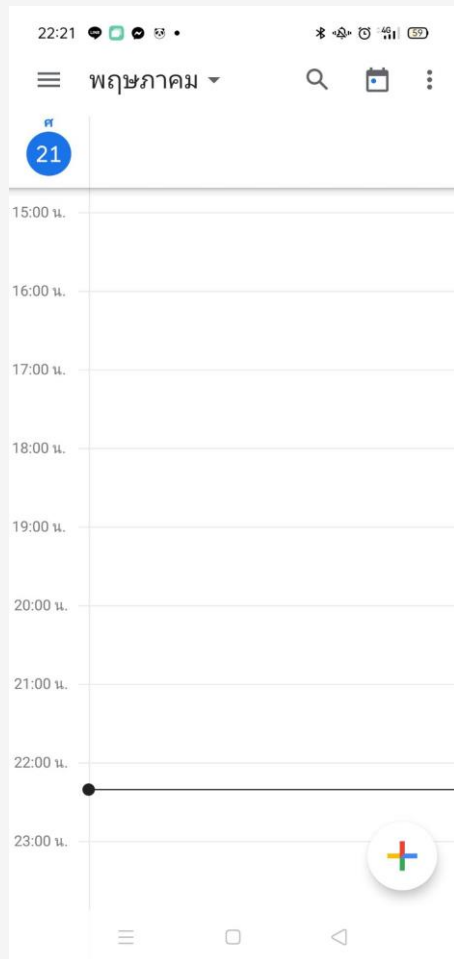 22:21
4G 59
พฤษภาคม
ศ
21
15:00 น.
16:00 น.
17:00 น.
18:00 น.
19:00 น.
20:00 น.
21:00 น.
22:00 น.
23:00 น.